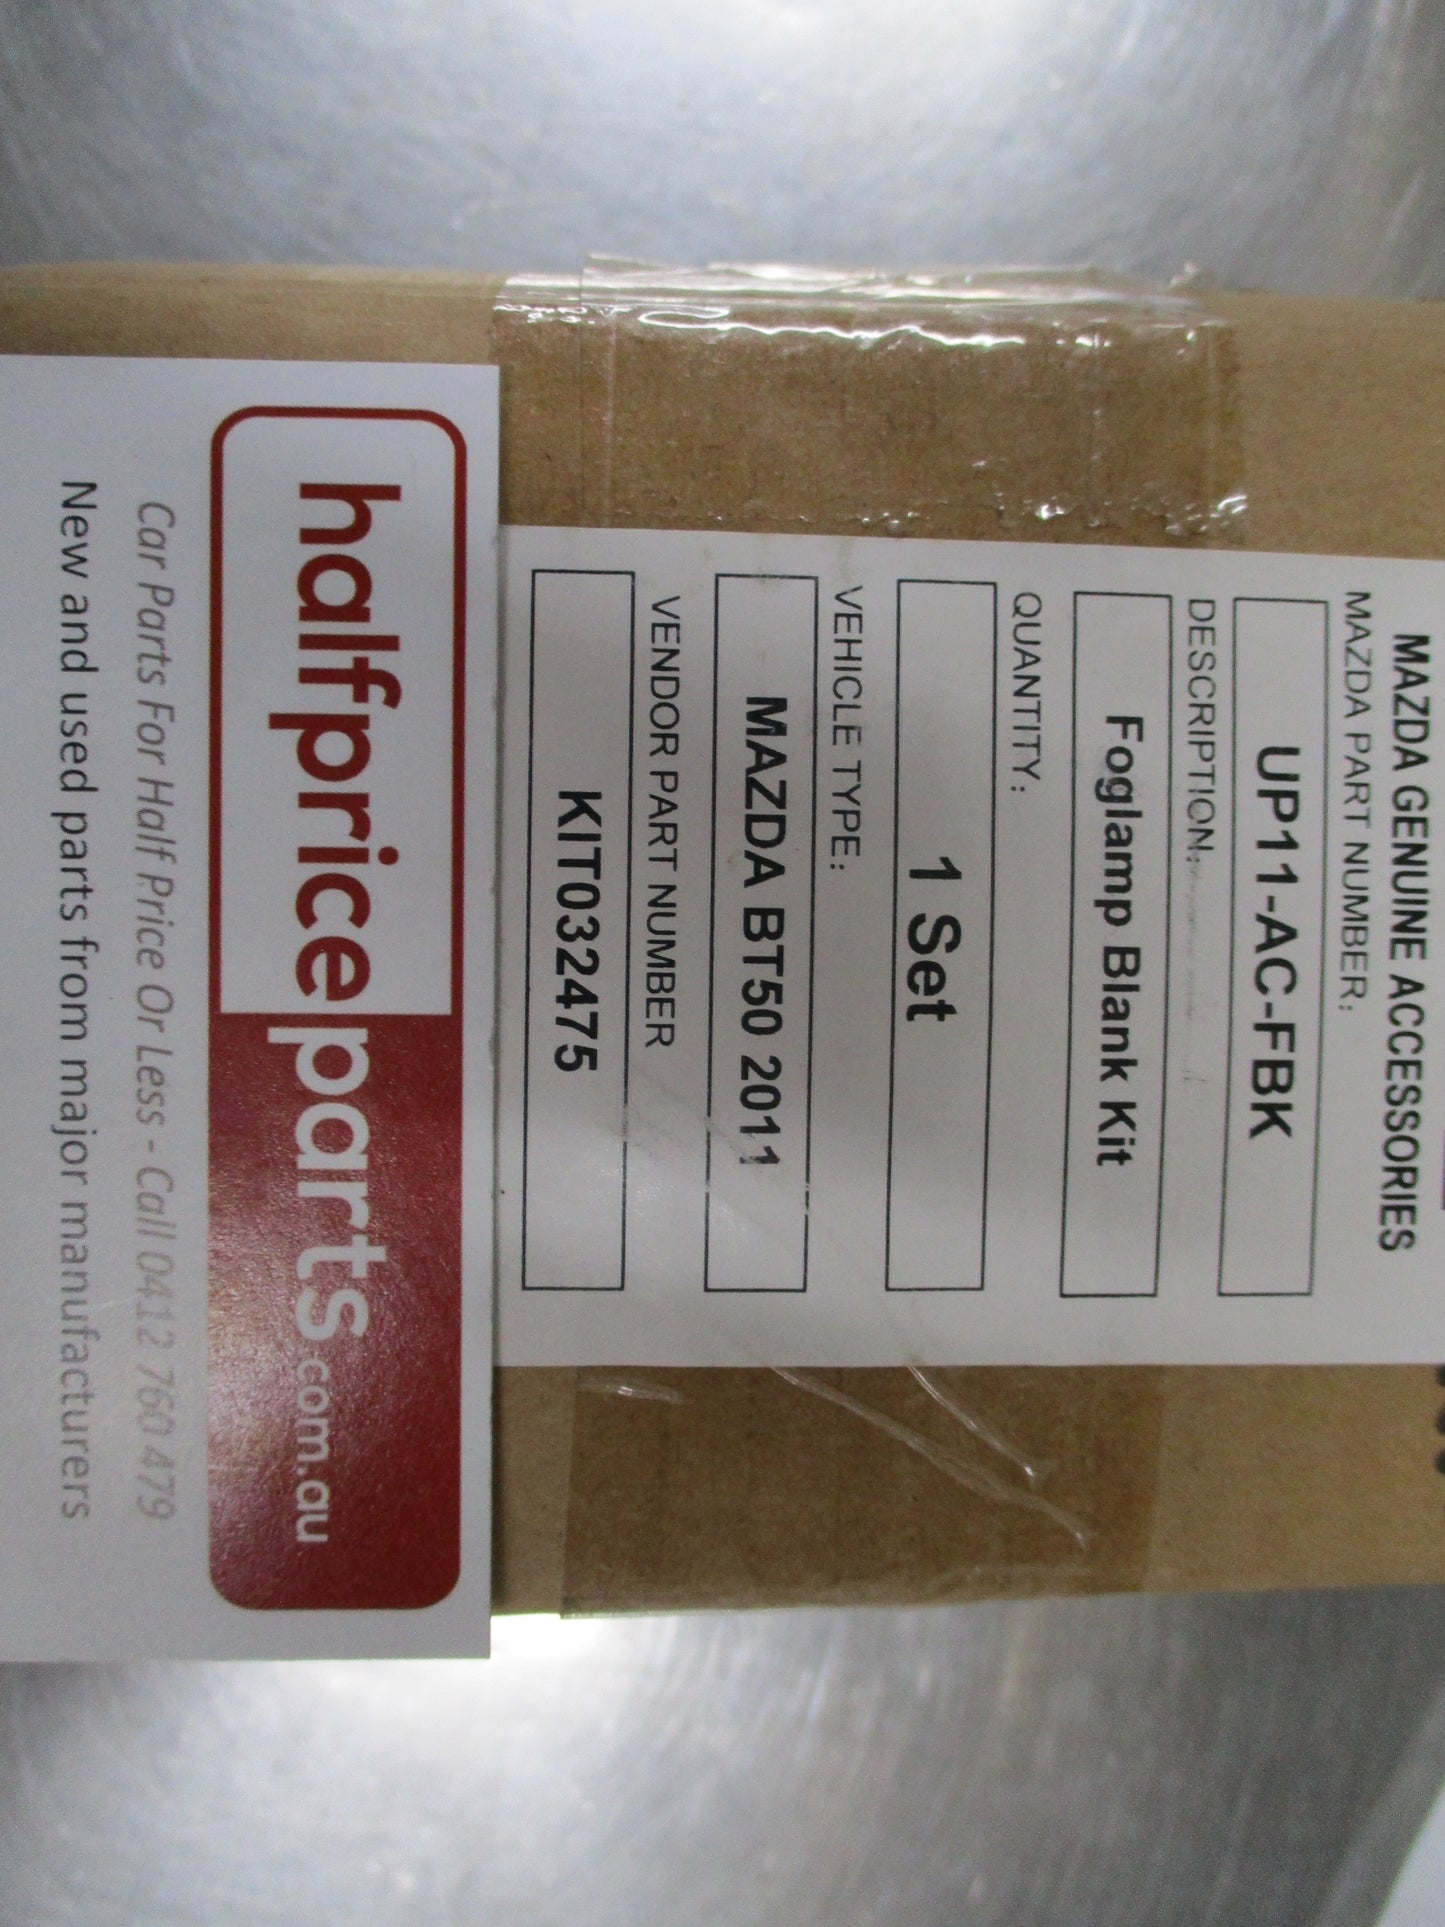 MAZDA GENUINE ACCESSORIES
MAZDA PART NUMBER:
UP11-AC-FBK
DESCRIPTION:
Foglamp Blank Kit
QUANTITY:
1 Set
VEHICLE TYPE:
MAZDA BT50 2011
VENDOR PART NUMBER
KIT032475
halfpriceparts.com.au
Car Parts For Half Price Or Less - Call 0412 760 479
New and used parts from major manufacturers